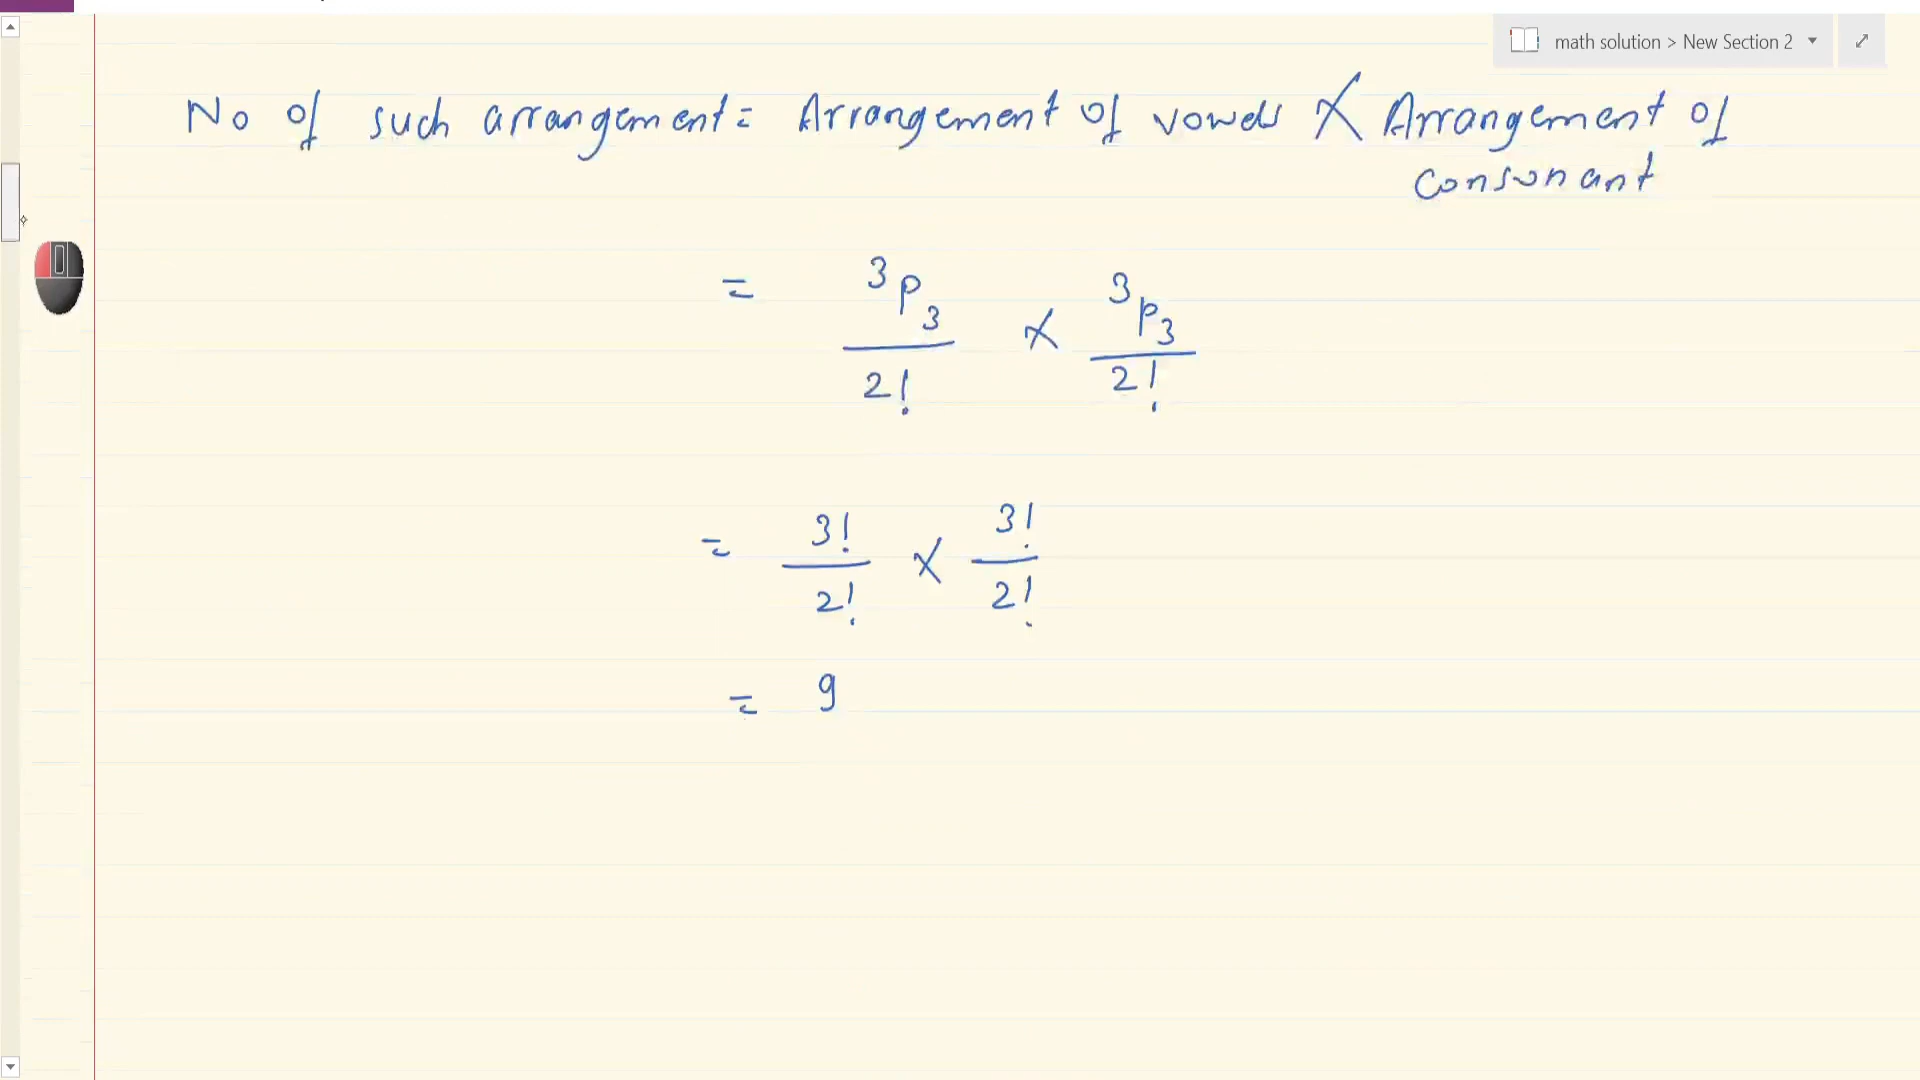 math solution > New Section 2
No of such arrangement = Arrangement of vowels X Arrangement of
consonant
= ³P₃ / 2! × ³P₃ / 2!
= 3! / 2! × 3! / 2!
= 9